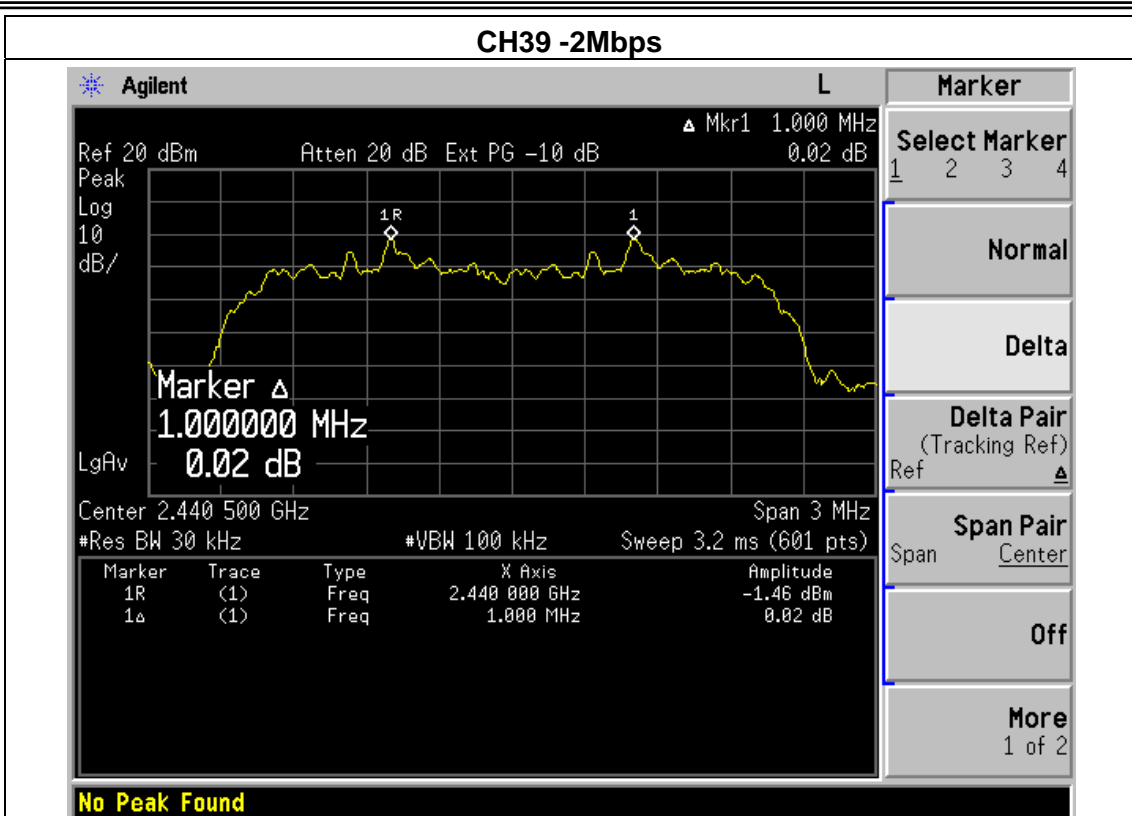 CH39 -2Mbps
Agilent L Marker
Δ Mkr1 1.000 MHz
Ref 20 dBm Atten 20 dB Ext PG -10 dB 0.02 dB
Peak
Log
10
dB/
1R 1
Marker Δ
1.000000 MHz
0.02 dB
LgAv
Center 2.440 500 GHz Span 3 MHz
#Res BW 30 kHz #VBW 100 kHz Sweep 3.2 ms (601 pts)
Marker Trace Type X Axis Amplitude
1R (1) Freq 2.440 000 GHz -1.46 dBm
1Δ (1) Freq 1.000 MHz 0.02 dB
Select Marker
1 2 3 4
Normal
Delta
Delta Pair
(Tracking Ref)
Ref Δ
Span Pair
Span Center
Off
More
1 of 2
No Peak Found